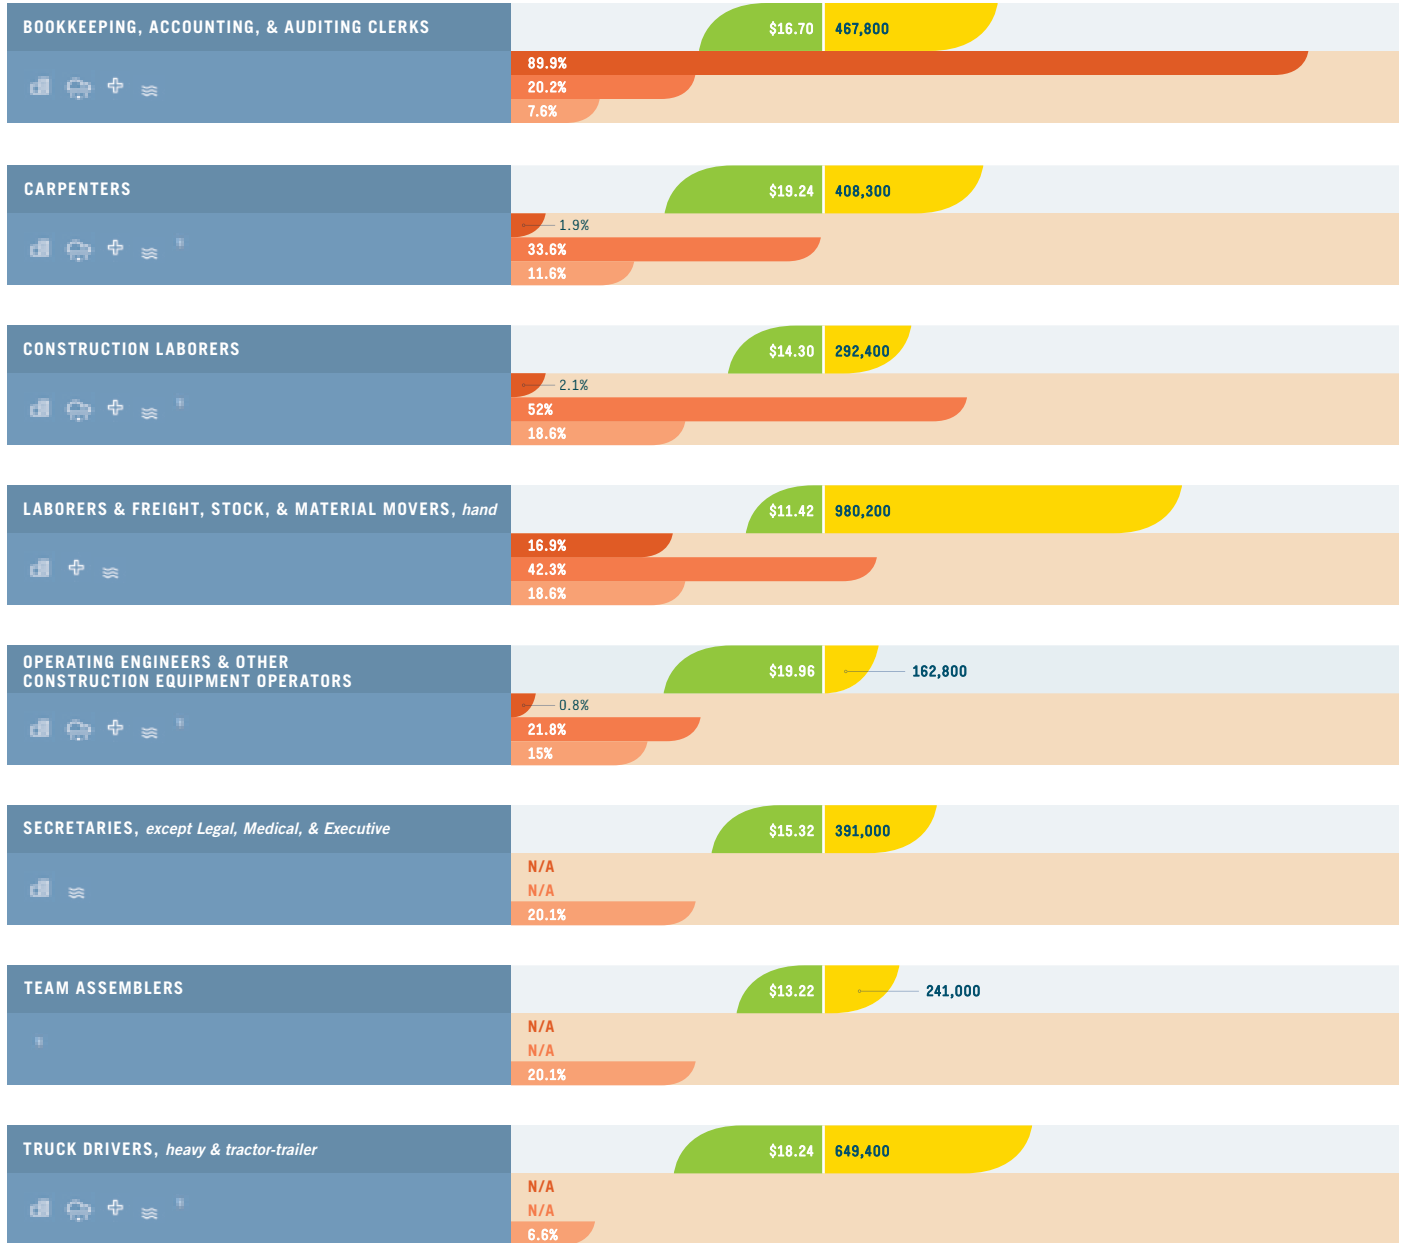 BOOKKEEPING, ACCOUNTING, & AUDITING CLERKS
$16.70
467,800
89.9%
20.2%
7.6%
CARPENTERS
$19.24
408,300
1.9%
33.6%
11.6%
CONSTRUCTION LABORERS
$14.30
292,400
2.1%
52%
18.6%
LABORERS & FREIGHT, STOCK, & MATERIAL MOVERS, hand
$11.42
980,200
16.9%
42.3%
18.6%
OPERATING ENGINEERS & OTHER
CONSTRUCTION EQUIPMENT OPERATORS
$19.96
162,800
0.8%
21.8%
15%
SECRETARIES, except Legal, Medical, & Executive
$15.32
391,000
N/A
N/A
20.1%
TEAM ASSEMBLERS
$13.22
241,000
N/A
N/A
20.1%
TRUCK DRIVERS, heavy & tractor-trailer
$18.24
649,400
N/A
N/A
6.6%